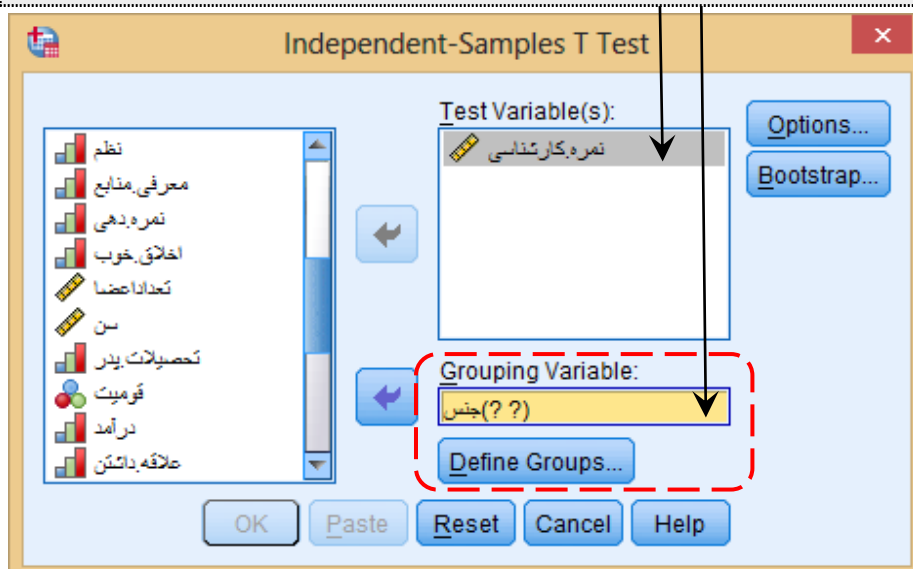 Independent-Samples T Test
نظم
معرفی.منابع
نمره.دهی
اخلاق.خوب
تعداداعضا
سن
تحصیلات.پدر
قومیت
درآمد
علاقه.داشتن
Test Variable(s):
نمره.کارشناسی
Grouping Variable:
جنس(? ?)
Define Groups...
Options...
Bootstrap...
OK Paste Reset Cancel Help